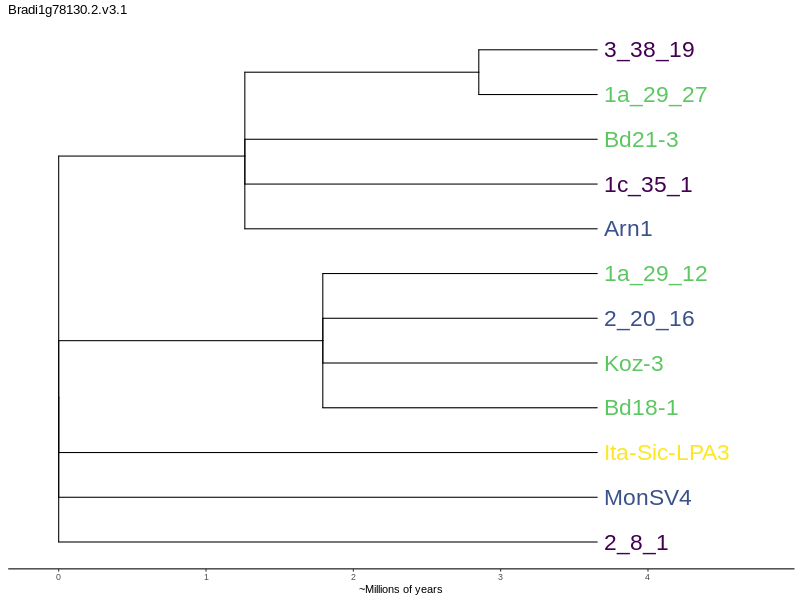 Bradi1g78130.2.v3.1
3_38_19
1a_29_27
Bd21-3
1c_35_1
Arn1
1a_29_12
2_20_16
Koz-3
Bd18-1
Ita-Sic-LPA3
MonSV4
2_8_1
0 1 2 3 4
~Millions of years